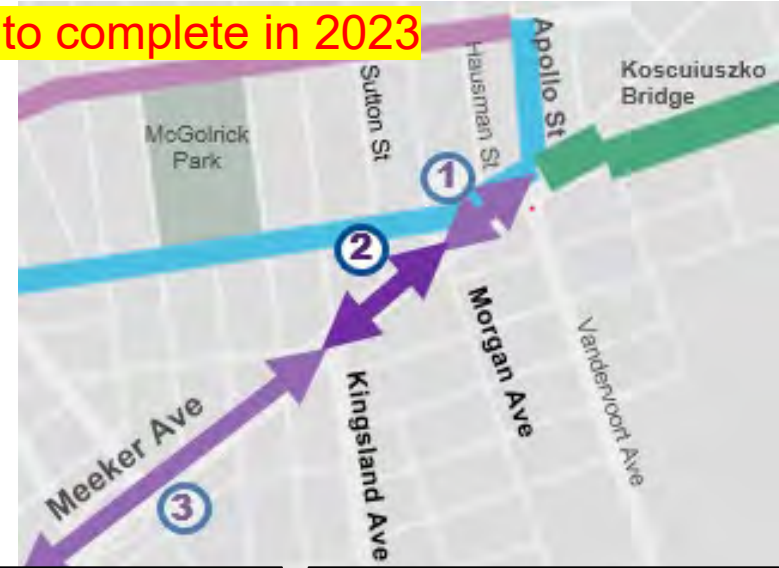 to complete in 2023
Apollo St
Koscuiuszko
Bridge
Hausman St
Sutton St
McGolrick
Park
1
2
Morgan Ave
Vandervoort Ave
Kingsland Ave
Meeker Ave
3